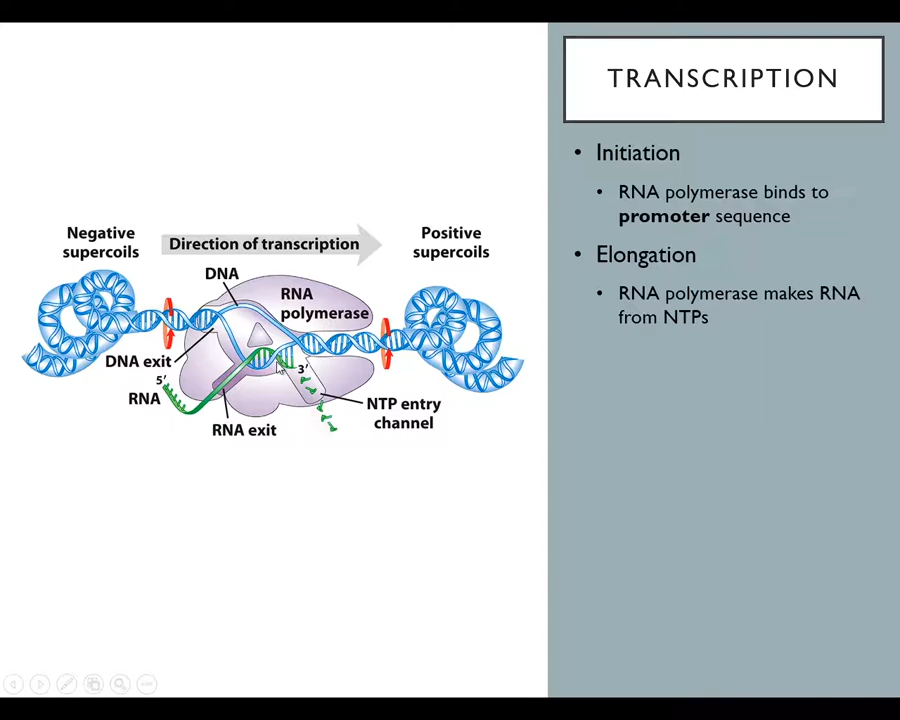 TRANSCRIPTION
• Initiation
• RNA polymerase binds to
promoter sequence
• Elongation
• RNA polymerase makes RNA
from NTPs
Negative
supercoils
Direction of transcription
Positive
supercoils
DNA
RNA
polymerase
DNA exit
5′
RNA
3′
RNA exit
NTP entry
channel